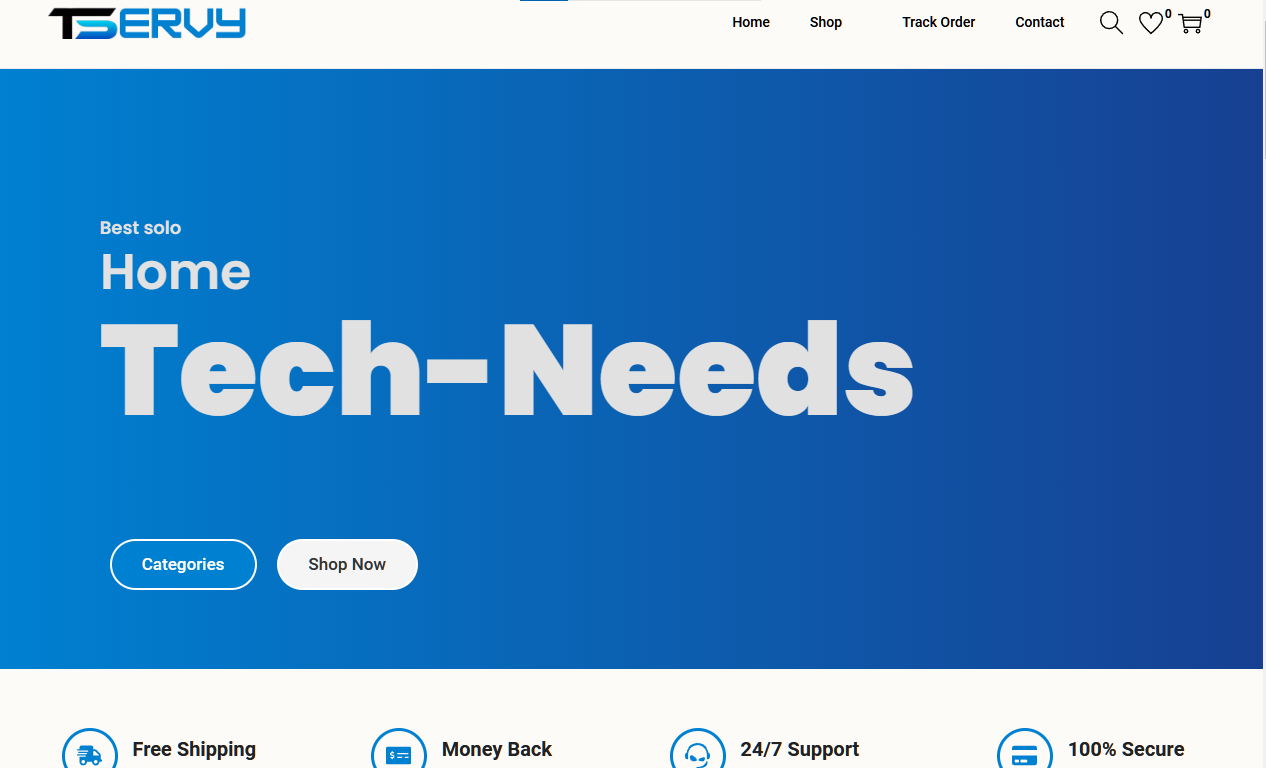 TSERVY
Home Shop Track Order Contact 0 0
Best solo
Home
Tech-Needs
Categories Shop Now
Free Shipping Money Back 24/7 Support 100% Secure